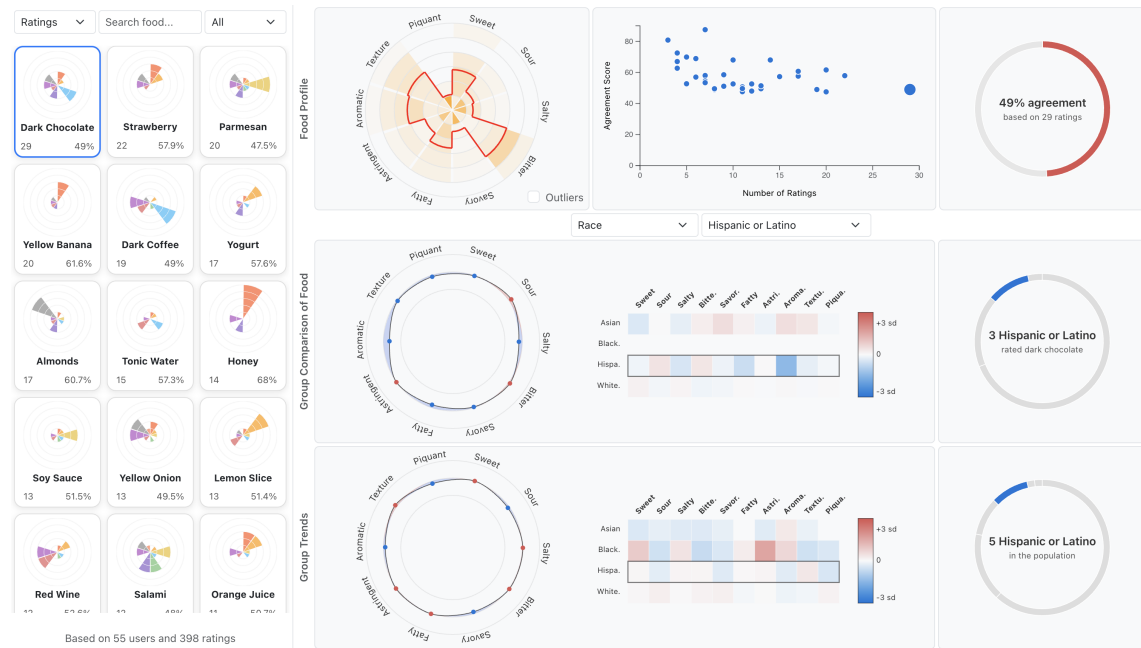 Ratings
Search food...
All
Dark Chocolate
29 49%
Strawberry
22 57.9%
Parmesan
20 47.5%
Yellow Banana
20 61.6%
Dark Coffee
19 49%
Yogurt
17 57.6%
Almonds
17 60.7%
Tonic Water
15 57.3%
Honey
14 68%
Soy Sauce
13 51.5%
Yellow Onion
13 49.5%
Lemon Slice
13 51.4%
Red Wine
Salami
Orange Juice
Based on 55 users and 398 ratings
Food Profile
Piquant
Sweet
Sour
Salty
Bitter
Savory
Fatty
Astringent
Aromatic
Texture
Outliers
Agreement Score
80
60
40
20
0
0 5 10 15 20 25 30
Number of Ratings
49% agreement
based on 29 ratings
Race
Hispanic or Latino
Group Comparison of Food
Piquant
Sweet
Sour
Salty
Bitter
Savory
Fatty
Astringent
Aromatic
Texture
Sweet Sour Salty Bitte. Savor. Fatty Astri. Aroma. Textu. Piqua.
Asian
Black.
Hispa.
White.
+3 sd
0
-3 sd
3 Hispanic or Latino
rated dark chocolate
Group Trends
Piquant
Sweet
Sour
Salty
Bitter
Savory
Fatty
Astringent
Aromatic
Texture
Sweet Sour Salty Bitte. Savor. Fatty Astri. Aroma. Textu. Piqua.
Asian
Black.
Hispa.
White.
+3 sd
0
-3 sd
5 Hispanic or Latino
in the population